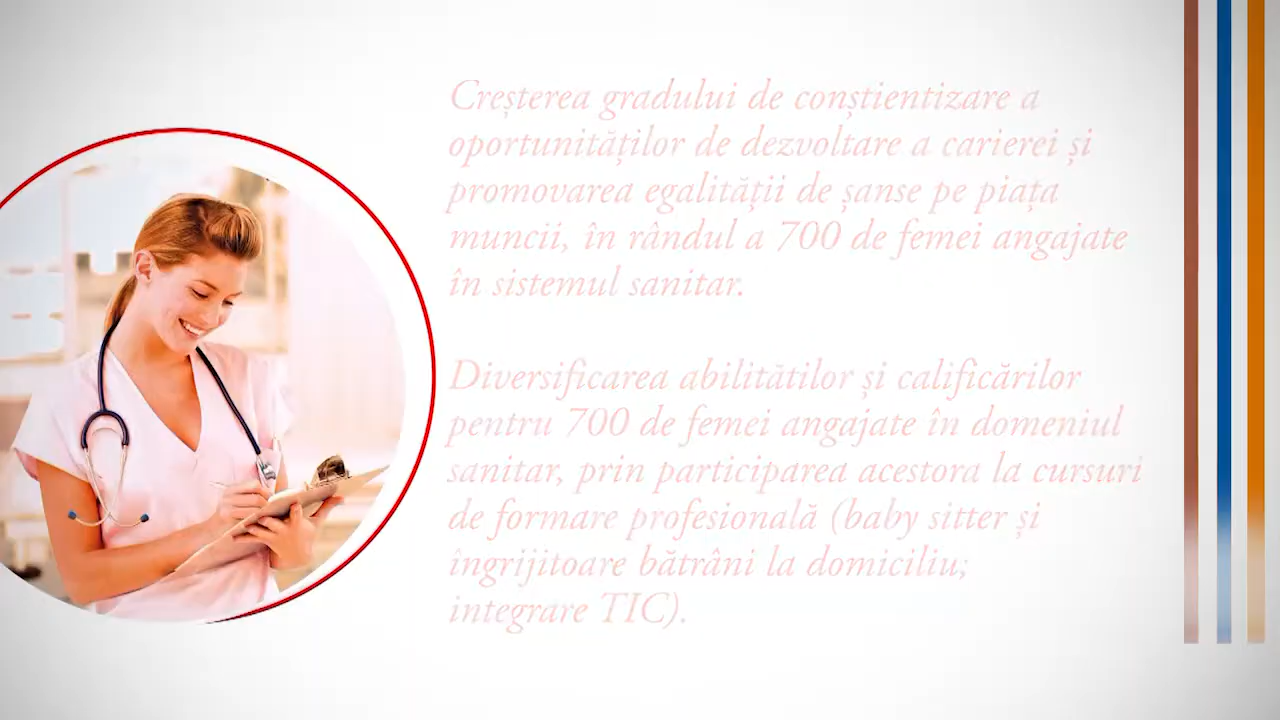 Creșterea gradului de conștientizare a
oportunităților de dezvoltare a carierei și
promovarea egalității de șanse pe piața
muncii, în rândul a 700 de femei angajate
în sistemul sanitar.
Diversificarea abilitătilor și calificărilor
pentru 700 de femei angajate în domeniul
sanitar, prin participarea acestora la cursuri
de formare profesională (baby sitter și
îngrijitoare bătrâni la domiciliu;
integrare TIC).